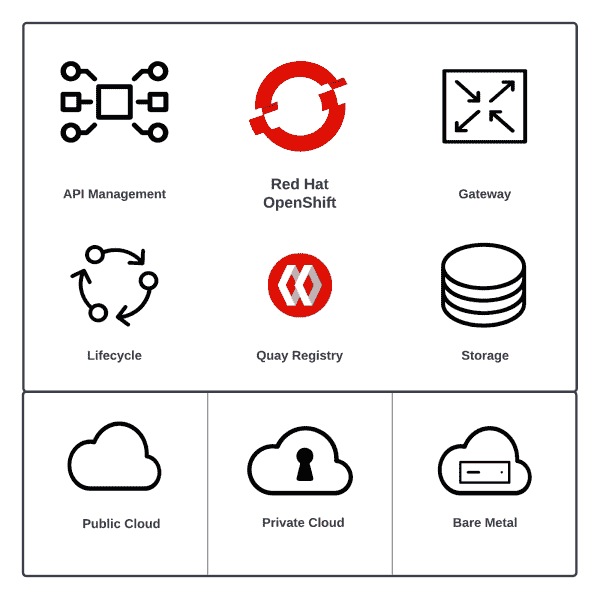 API Management
Red Hat
OpenShift
Gateway
Lifecycle
Quay Registry
Storage
Public Cloud
Private Cloud
Bare Metal